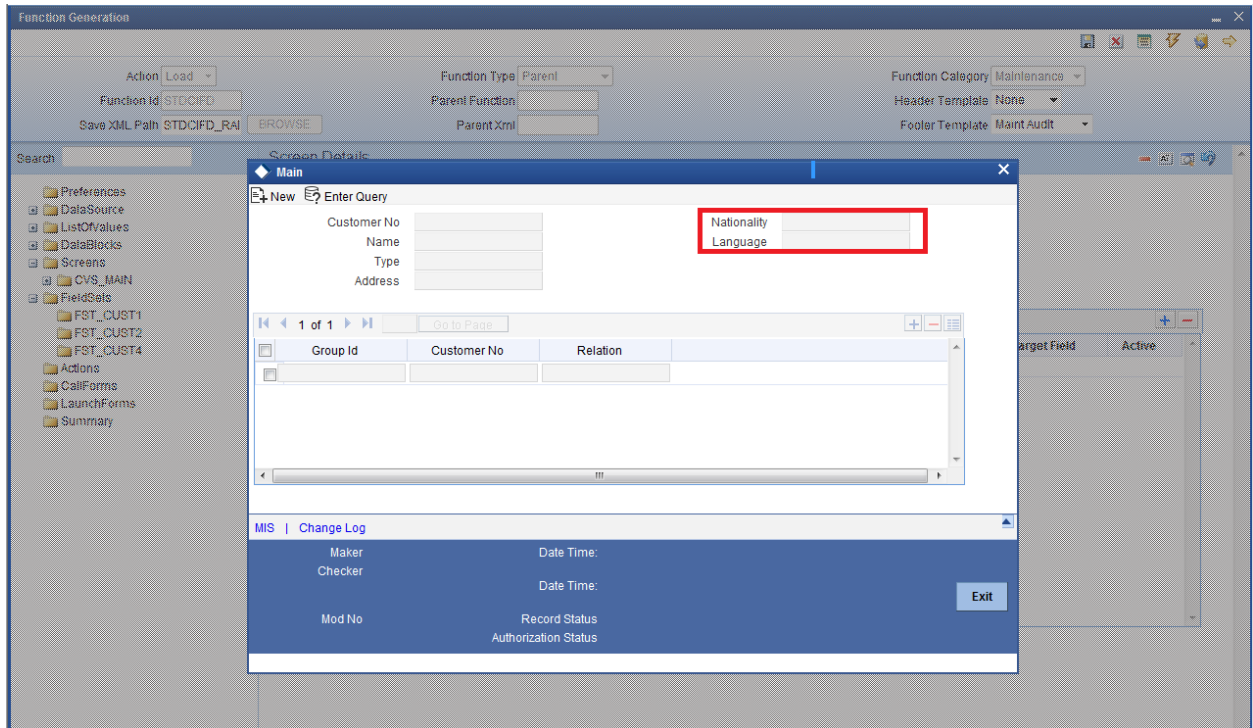 Function Generation
Action Load
Function Type Parent
Function Category Maintenance
Function Id STDCIFD
Parent Function
Header Template None
Save XML Path STDCIFD_RAI BROWSE
Parent Xml
Footer Template Maint Audit
Search
Screen Details
Preferences
DataSource
ListOfValues
DataBlocks
Screens
CVS_MAIN
FieldSets
FST_CUST1
FST_CUST2
FST_CUST4
Actions
CallForms
LaunchForms
Summary
Main
New Enter Query
Customer No
Nationality
Name
Language
Type
Address
1 of 1 Go to Page
Group Id Customer No Relation
arget Field Active
MIS | Change Log
Maker Date Time:
Checker
Date Time:
Exit
Mod No Record Status
Authorization Status